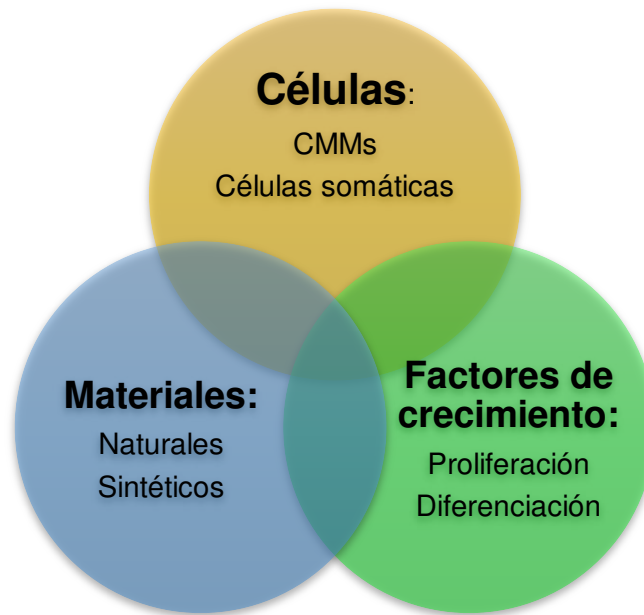 Células:
CMMs
Células somáticas
Materiales:
Naturales
Sintéticos
Factores de
crecimiento:
Proliferación
Diferenciación